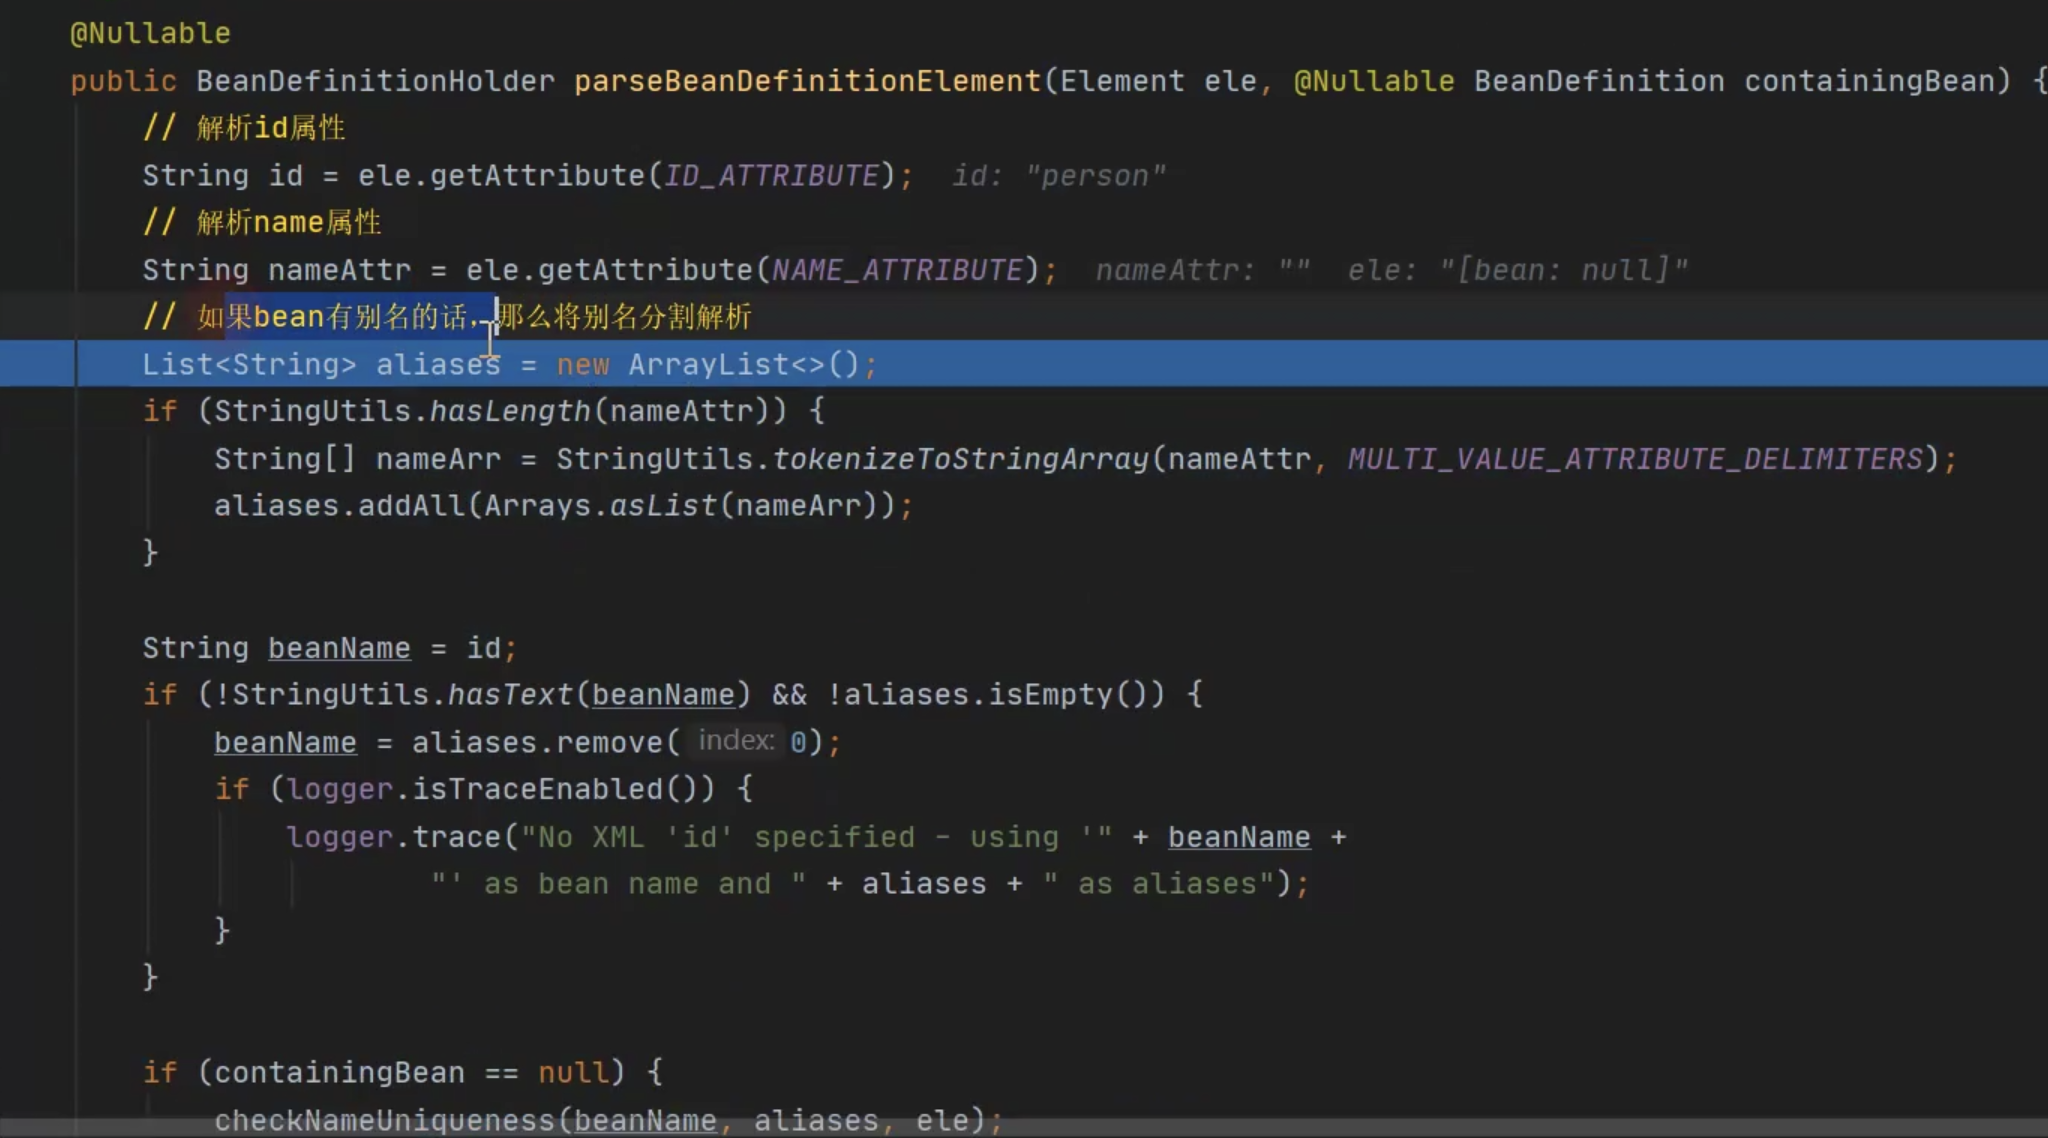 @Nullable
public BeanDefinitionHolder parseBeanDefinitionElement(Element ele, @Nullable BeanDefinition containingBean) {
// 解析id属性
String id = ele.getAttribute(ID_ATTRIBUTE); id: "person"
// 解析name属性
String nameAttr = ele.getAttribute(NAME_ATTRIBUTE); nameAttr: "" ele: "[bean: null]"
// 如果bean有别名的话，那么将别名分割解析
List<String> aliases = new ArrayList<>();
if (StringUtils.hasLength(nameAttr)) {
String[] nameArr = StringUtils.tokenizeToStringArray(nameAttr, MULTI_VALUE_ATTRIBUTE_DELIMITERS);
aliases.addAll(Arrays.asList(nameArr));
}
String beanName = id;
if (!StringUtils.hasText(beanName) && !aliases.isEmpty()) {
beanName = aliases.remove( index: 0);
if (logger.isTraceEnabled()) {
logger.trace("No XML 'id' specified - using '" + beanName +
"' as bean name and " + aliases + " as aliases");
}
}
if (containingBean == null) {
checkNameUniqueness(beanName, aliases, ele);